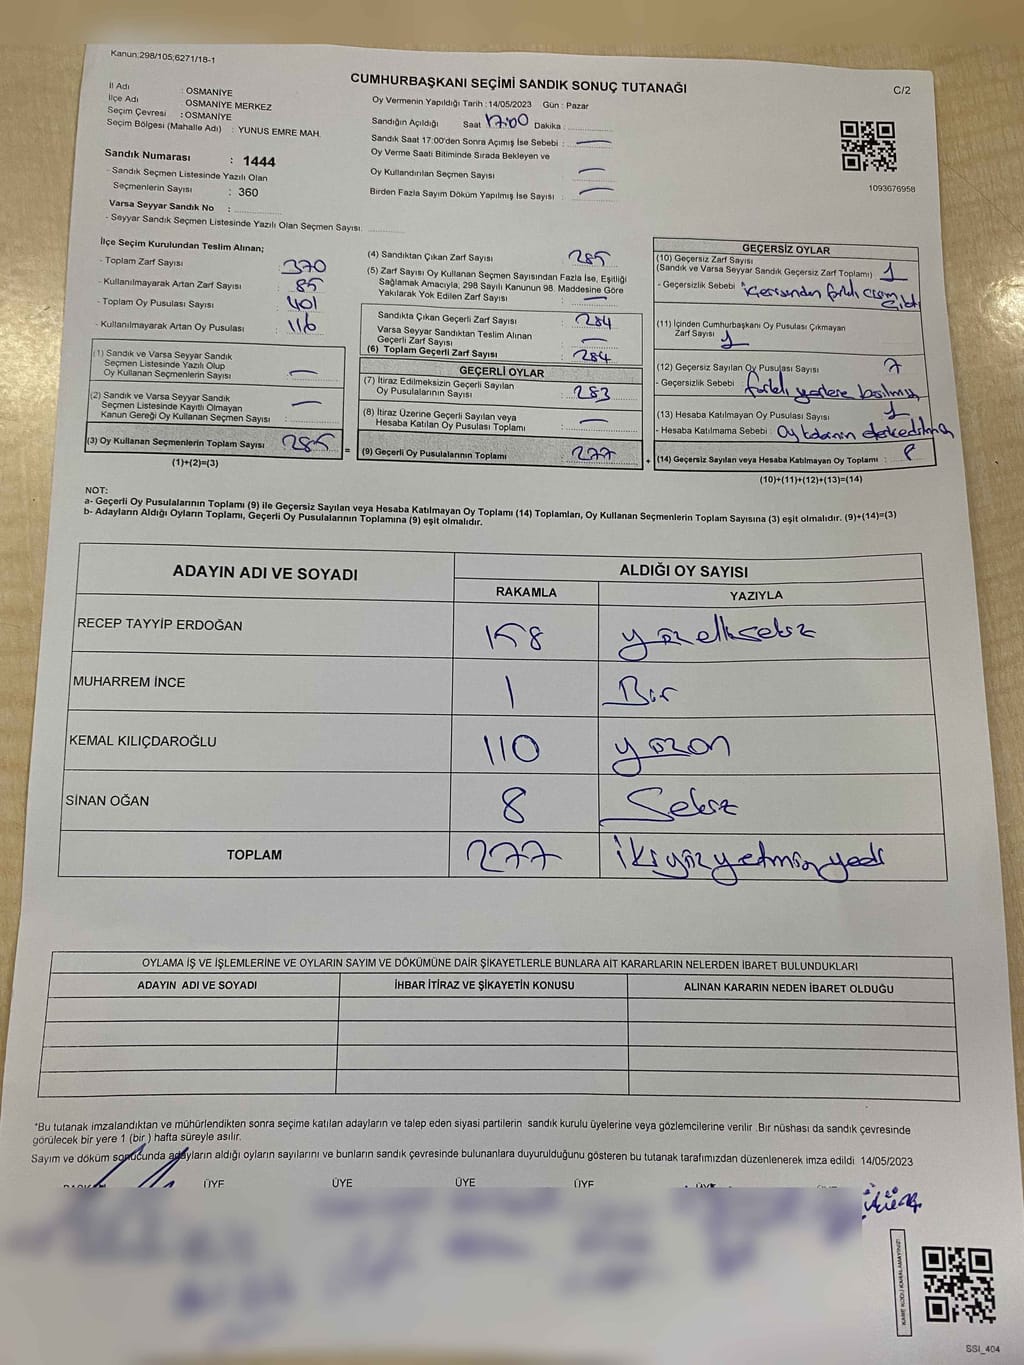 Kanun:298/105;6271/18-1
CUMHURBAŞKANI SEÇİMİ SANDIK SONUÇ TUTANAĞI
C/2
İl Adı : OSMANİYE
İlçe Adı : OSMANİYE MERKEZ
Seçim Çevresi : OSMANİYE
Seçim Bölgesi (Mahalle Adı) : YUNUS EMRE MAH.
Sandık Numarası : 1444
- Sandık Seçmen Listesinde Yazılı Olan
Seçmenlerin Sayısı : 360
Varsa Seyyar Sandık No :
- Seyyar Sandık Seçmen Listesinde Yazılı Olan Seçmen Sayısı:
Oy Vermenin Yapıldığı Tarih : 14/05/2023 Gün : Pazar
Sandığın Açıldığı Saat 17:00 Dakika :
Sandık Saat 17:00'den Sonra Açımış İse Sebebi : —
Oy Verme Saati Bitiminde Sırada Bekleyen ve
Oy Kullandırılan Seçmen Sayısı : —
Birden Fazla Sayım Döküm Yapılmış İse Sayısı : —
1093676958
İlçe Seçim Kurulundan Teslim Alınan;
- Toplam Zarf Sayısı : 370
- Kullanılmayarak Artan Zarf Sayısı : 85
- Toplam Oy Pusulası Sayısı : 401
- Kullanılmayarak Artan Oy Pusulası : 116
(1) Sandık ve Varsa Seyyar Sandık
Seçmen Listesinde Yazılı Olup
Oy Kullanan Seçmenlerin Sayısı : —
(2) Sandık ve Varsa Seyyar Sandık
Seçmen Listesinde Kayıtlı Olmayan
Kanun Gereği Oy Kullanan Seçmen Sayısı : —
(3) Oy Kullanan Seçmenlerin Toplam Sayısı : 285
(1)+(2)=(3)
=
(4) Sandıktan Çıkan Zarf Sayısı : 285
(5) Zarf Sayısı Oy Kullanan Seçmen Sayısından Fazla İse, Eşitliği
Sağlamak Amacıyla, 298 Sayılı Kanunun 98. Maddesine Göre
Yakılarak Yok Edilen Zarf Sayısı : —
Sandıkta Çıkan Geçerli Zarf Sayısı : 284
Varsa Seyyar Sandıktan Teslim Alınan
Geçerli Zarf Sayısı : —
(6) Toplam Geçerli Zarf Sayısı : 284
GEÇERLİ OYLAR
(7) İtiraz Edilmeksizin Geçerli Sayılan
Oy Pusulasının Sayıları : 283
(8) İtiraz Üzerine Geçerli Sayılan veya
Hesaba Katılan Oy Pusulası Toplamı : —
(9) Geçerli Oy Pusulalarının Toplamı : 277
+
GEÇERSİZ OYLAR
(10) Geçersiz Zarf Sayısı
(Sandık ve Varsa Seyyar Sandık Geçersiz Zarf Toplamı) : 1
- Geçersizlik Sebebi : içerisinden farklı cisim çıktı
(11) İçinden Cumhurbaşkanı Oy Pusulası Çıkmayan
Zarf Sayısı : 1
(12) Geçersiz Sayılan Oy Pusulası Sayısı : 7
- Geçersizlik Sebebi : farklı yerlere basılmış
(13) Hesaba Katılmayan Oy Pusulası Sayısı : 1
- Hesaba Katılmama Sebebi :
(14) Geçersiz Sayılan veya Hesaba Katılmayan Oy Toplamı : 8
(10)+(11)+(12)+(13)=(14)
NOT:
a- Geçerli Oy Pusulalarının Toplamı (9) ile Geçersiz Sayılan veya Hesaba Katılmayan Oy Toplamı (14) Toplamları, Oy Kullanan Seçmenlerin Toplam Sayısına (3) eşit olmalıdır. (9)+(14)=(3)
b- Adayların Aldığı Oyların Toplamı, Geçerli Oy Pusulalarının Toplamına (9) eşit olmalıdır.
ADAYIN ADI VE SOYADI
ALDIĞI OY SAYISI
RAKAMLA YAZIYLA
RECEP TAYYİP ERDOĞAN 158 yüzellisekiz
MUHARREM İNCE 1 Bir
KEMAL KILIÇDAROĞLU 110 yüzon
SİNAN OĞAN 8 Sekiz
TOPLAM 277 ikiyüzyetmişyedi
OYLAMA İŞ VE İŞLEMLERİNE VE OYLARIN SAYIM VE DÖKÜMÜNE DAİR ŞİKAYETLERLE BUNLARA AİT KARARLARIN NELERDEN İBARET BULUNDUKLARI
ADAYIN ADI VE SOYADI İHBAR İTİRAZ VE ŞİKAYETİN KONUSU ALINAN KARARIN NEDEN İBARET OLDUĞU
*Bu tutanak imzalandıktan ve mühürlendikten sonra seçime katılan adayların ve talep eden siyasi partilerin sandık kurulu üyelerine veya gözlemcilerine verilir .Bir nüshası da sandık çevresinde
görülecek bir yere 1 (bir ) hafta süreyle asılır.
Sayım ve döküm sonucunda adayların aldığı oyların sayılarını ve bunların sandık çevresinde bulunanlara duyurulduğunu gösteren bu tutanak tarafımızdan düzenlenerek imza edildi 14/05/2023
ÜYE ÜYE ÜYE ÜYE ÜYE
KARE KODU KARALAMAYINIZ!
SSI_404